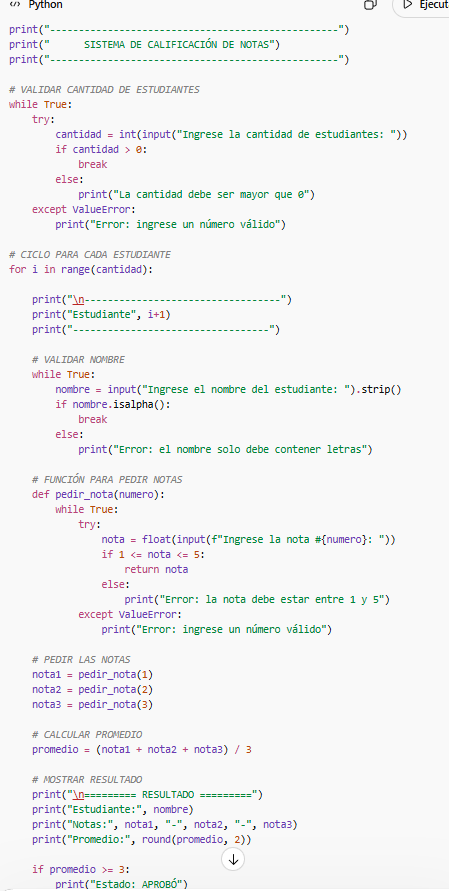 </> Python
Ejecut
print("--------------------------------------------------")
print("      SISTEMA DE CALIFICACIÓN DE NOTAS")
print("--------------------------------------------------")

# VALIDAR CANTIDAD DE ESTUDIANTES
while True:
    try:
        cantidad = int(input("Ingrese la cantidad de estudiantes: "))
        if cantidad > 0:
            break
        else:
            print("La cantidad debe ser mayor que 0")
    except ValueError:
        print("Error: ingrese un número válido")

# CICLO PARA CADA ESTUDIANTE
for i in range(cantidad):

    print("\n----------------------------------")
    print("Estudiante", i+1)
    print("----------------------------------")

    # VALIDAR NOMBRE
    while True:
        nombre = input("Ingrese el nombre del estudiante: ").strip()
        if nombre.isalpha():
            break
        else:
            print("Error: el nombre solo debe contener letras")

    # FUNCIÓN PARA PEDIR NOTAS
    def pedir_nota(numero):
        while True:
            try:
                nota = float(input(f"Ingrese la nota #{numero}: "))
                if 1 <= nota <= 5:
                    return nota
                else:
                    print("Error: la nota debe estar entre 1 y 5")
            except ValueError:
                print("Error: ingrese un número válido")

    # PEDIR LAS NOTAS
    nota1 = pedir_nota(1)
    nota2 = pedir_nota(2)
    nota3 = pedir_nota(3)

    # CALCULAR PROMEDIO
    promedio = (nota1 + nota2 + nota3) / 3

    # MOSTRAR RESULTADO
    print("\n========= RESULTADO =========")
    print("Estudiante:", nombre)
    print("Notas:", nota1, "-", nota2, "-", nota3)
    print("Promedio:", round(promedio, 2))

    if promedio >= 3:
        print("Estado: APROBÓ")